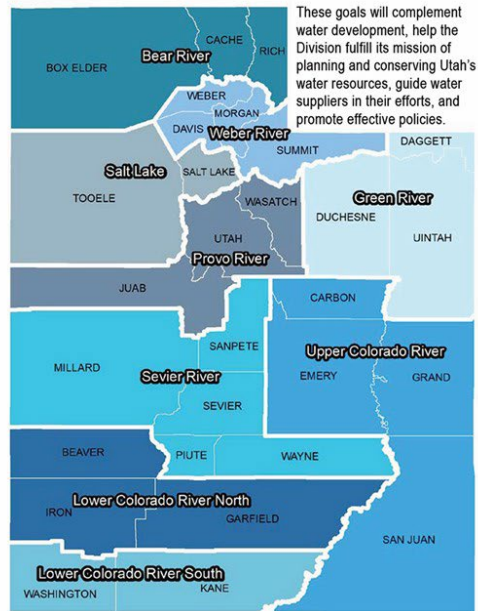 These goals will complement
water development, help the
Division fulfill its mission of
planning and conserving Utah's
water resources, guide water
suppliers in their efforts, and
promote effective policies.
CACHE
RICH
Bear River
BOX ELDER
WEBER
MORGAN
DAVIS
Weber River
SUMMIT
DAGGETT
Salt Lake
SALT LAKE
TOOELE
WASATCH
Green River
DUCHESNE
UTAH
UINTAH
Provo River
JUAB
CARBON
SANPETE
Upper Colorado River
MILLARD
Sevier River
EMERY
GRAND
SEVIER
BEAVER
PIUTE
WAYNE
Lower Colorado River North
IRON
GARFIELD
SAN JUAN
Lower Colorado River South
KANE
WASHINGTON